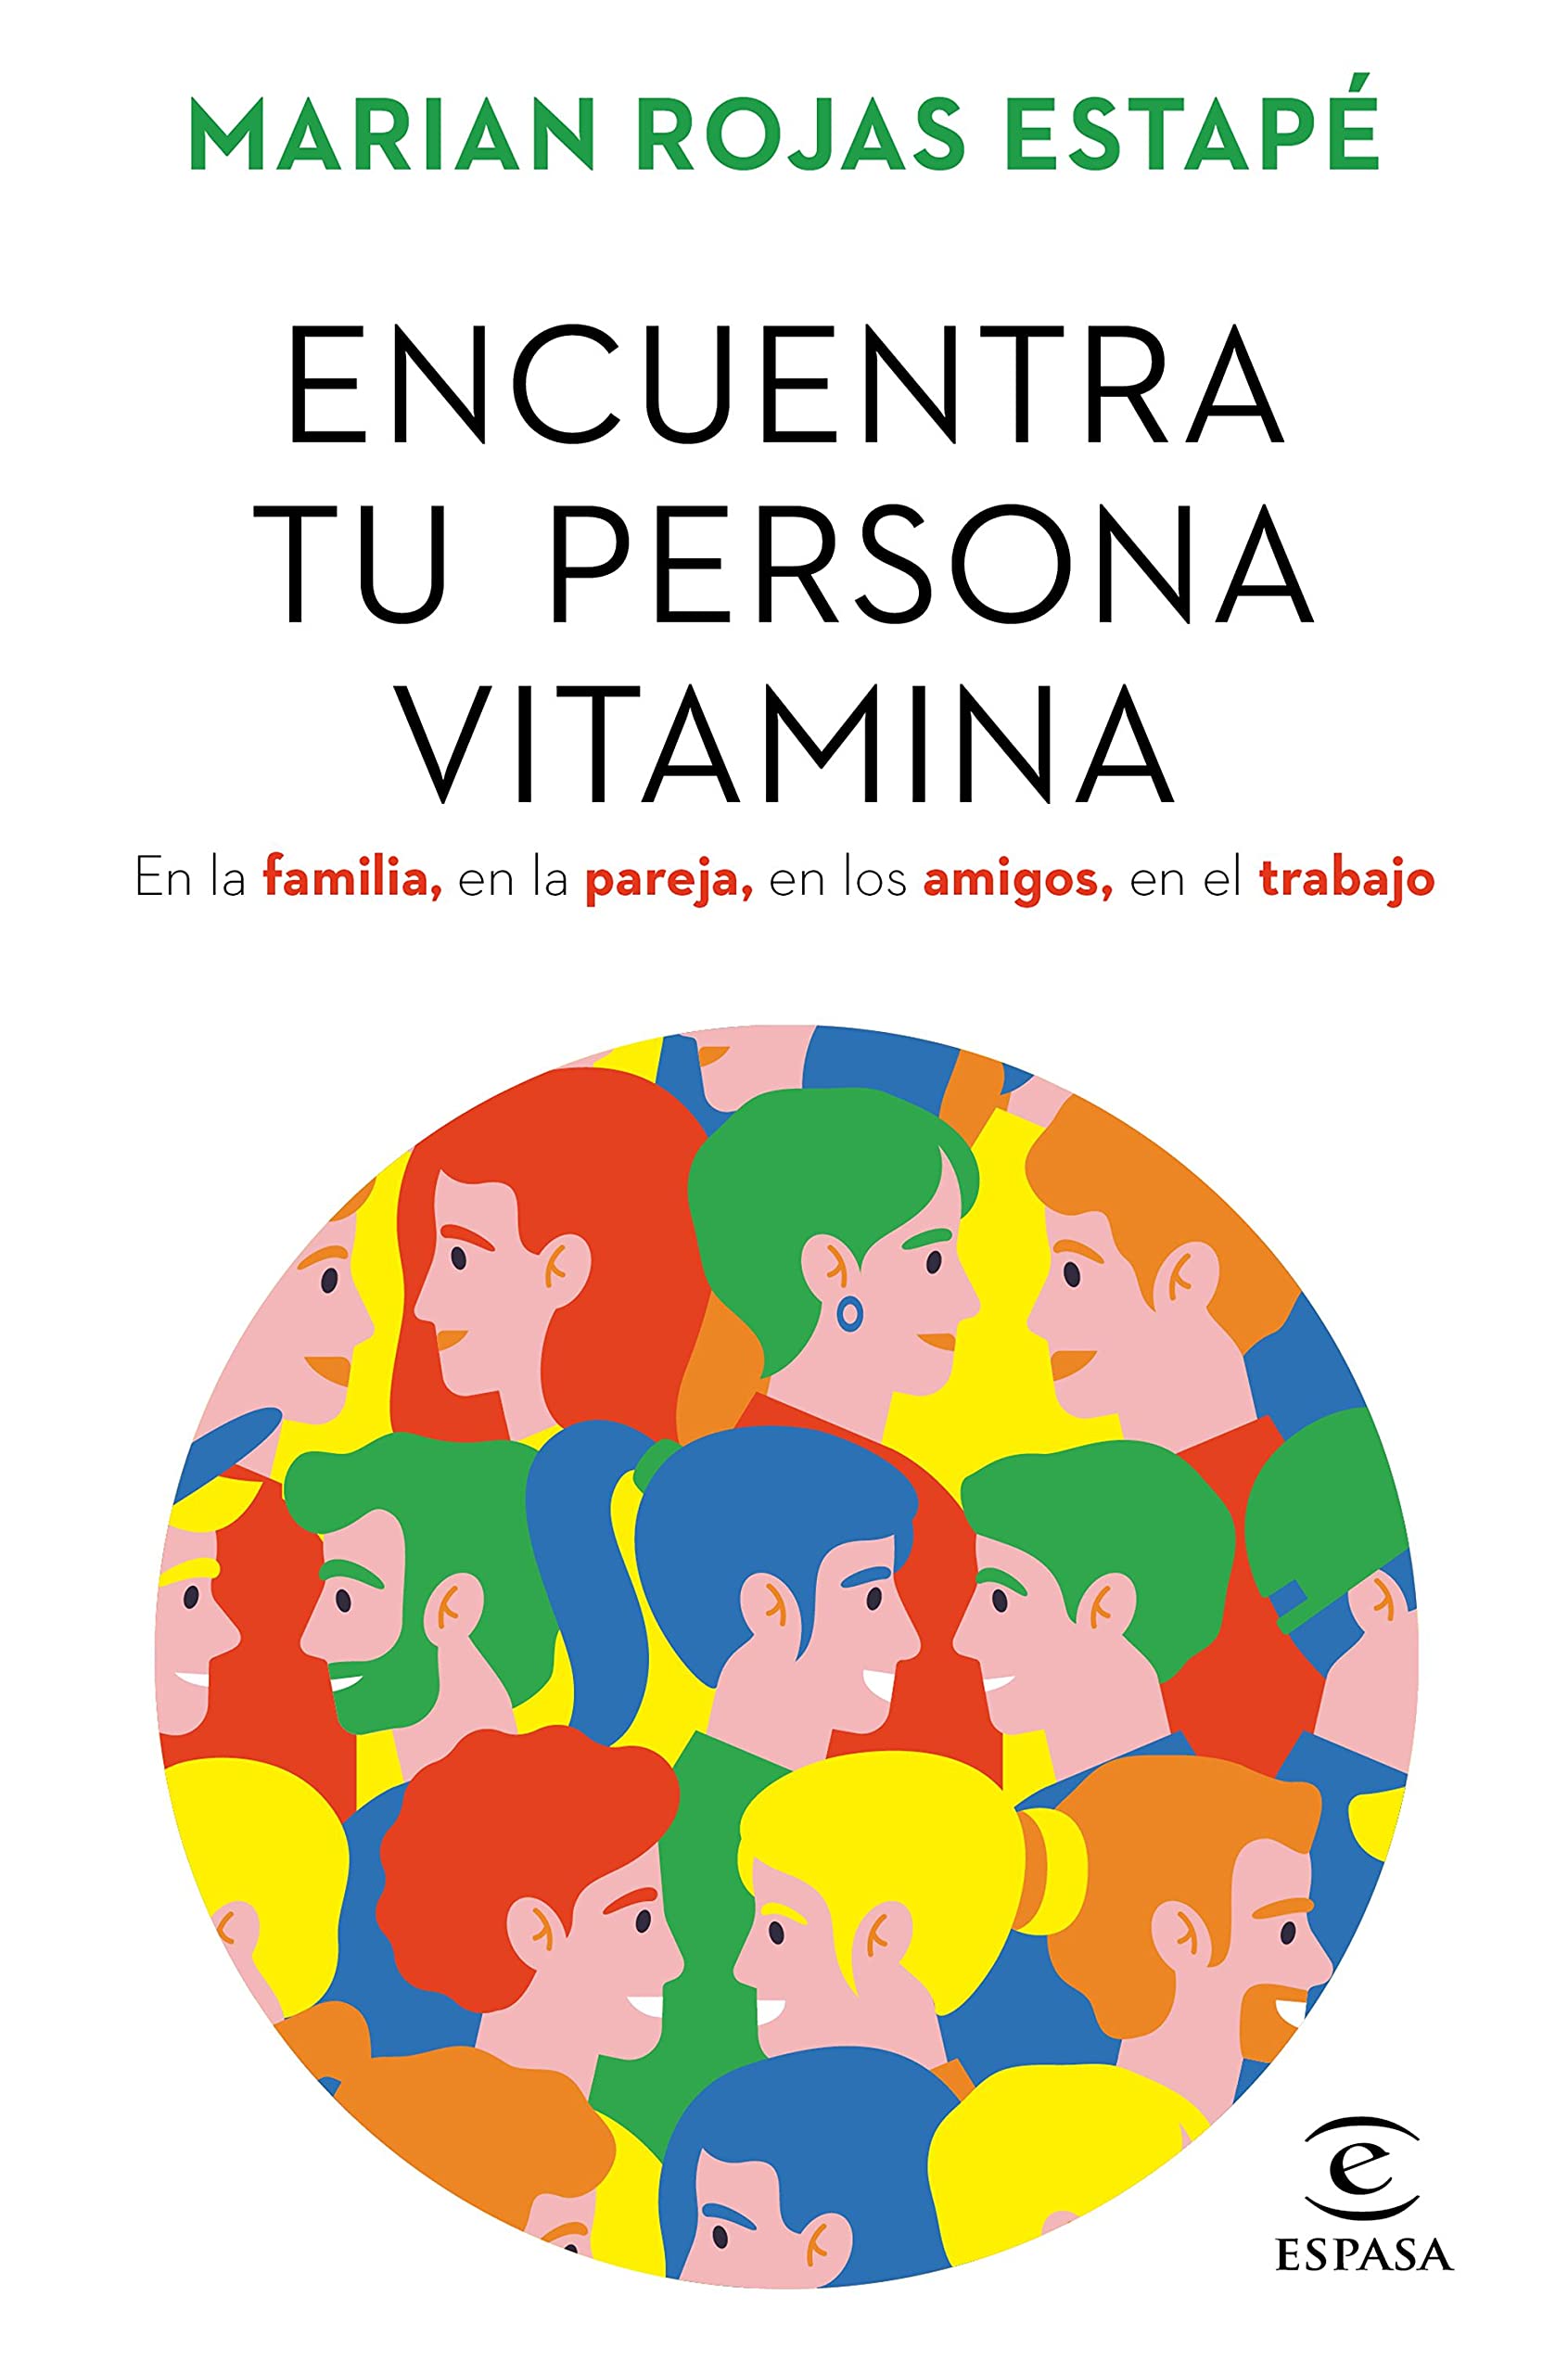 MARIAN ROJAS ESTAPÉ
ENCUENTRA
TU PERSONA
VITAMINA
En la familia, en la pareja, en los amigos, en el trabajo
e
ESPASA